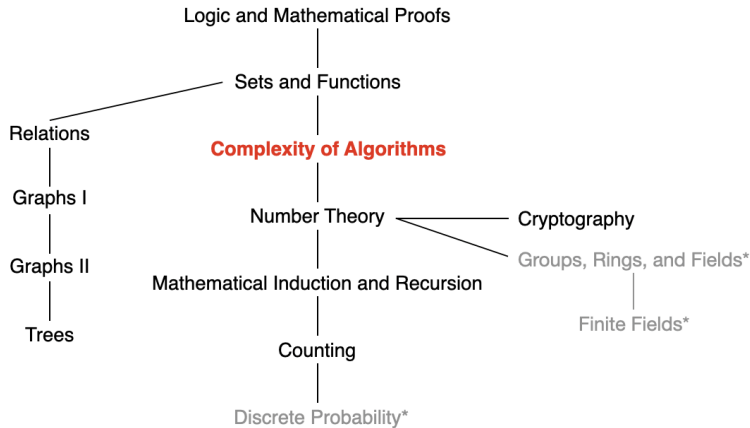 Logic and Mathematical Proofs
Sets and Functions
Relations
Complexity of Algorithms
Graphs I
Number Theory
Cryptography
Groups, Rings, and Fields*
Graphs II
Mathematical Induction and Recursion
Finite Fields*
Trees
Counting
Discrete Probability*